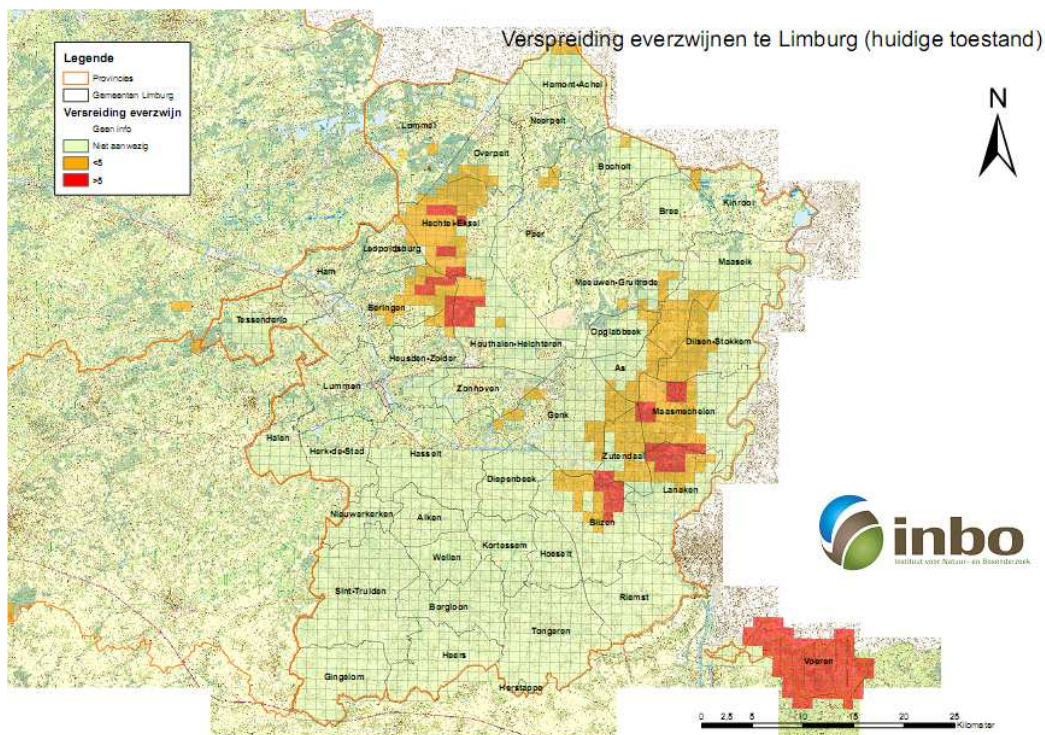 Verspreiding everzwijnen te Limburg (huidige toestand)
Legende
Provincies
Gemeenten Limburg
Versreiding everzwijn
Geen info
Niet aanwezig
<5
>5
N
Hamont-Achel
Neerpelt
Lommel
Overpelt
Bocholt
Kinrooi
Bree
Hechtel-Eksel
Peer
Leopoldsburg
Maaseik
Ham
Meeuwen-Gruitrode
Beringen
Tessenderlo
Opglabbeek
Dilsen-Stokkem
Houthalen-Helchteren
Heusden-Zolder
As
Lummen
Zonhoven
Genk
Maasmechelen
Halen
Herk-de-Stad
Hasselt
Zutendaal
Diepenbeek
Lanaken
Nieuwerkerken
Alken
Bilzen
Kortessem
Hoeselt
Wellen
Sint-Truiden
Riemst
Borgloon
Tongeren
Heers
Gingelom
Herstappe
Voeren
inbo
Instituut voor Natuur- en Bosonderzoek
0 2,5 5 10 15 20 25
Kilometer